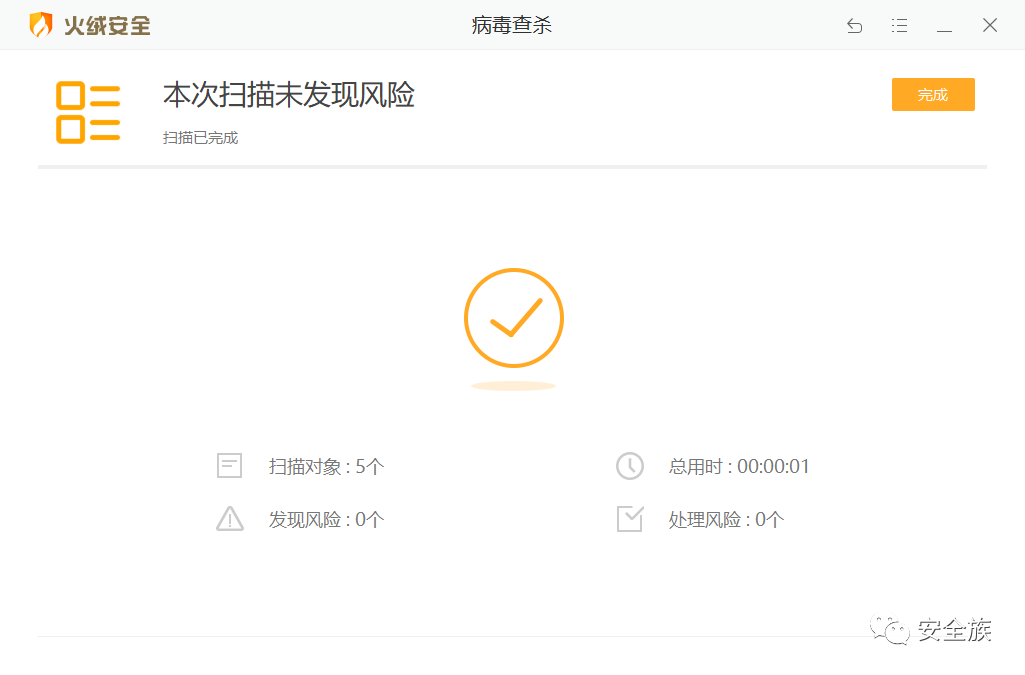 火绒安全
病毒查杀
本次扫描未发现风险
完成
扫描已完成
扫描对象 : 5个
总用时 : 00:00:01
发现风险 : 0个
处理风险 : 0个
安全族